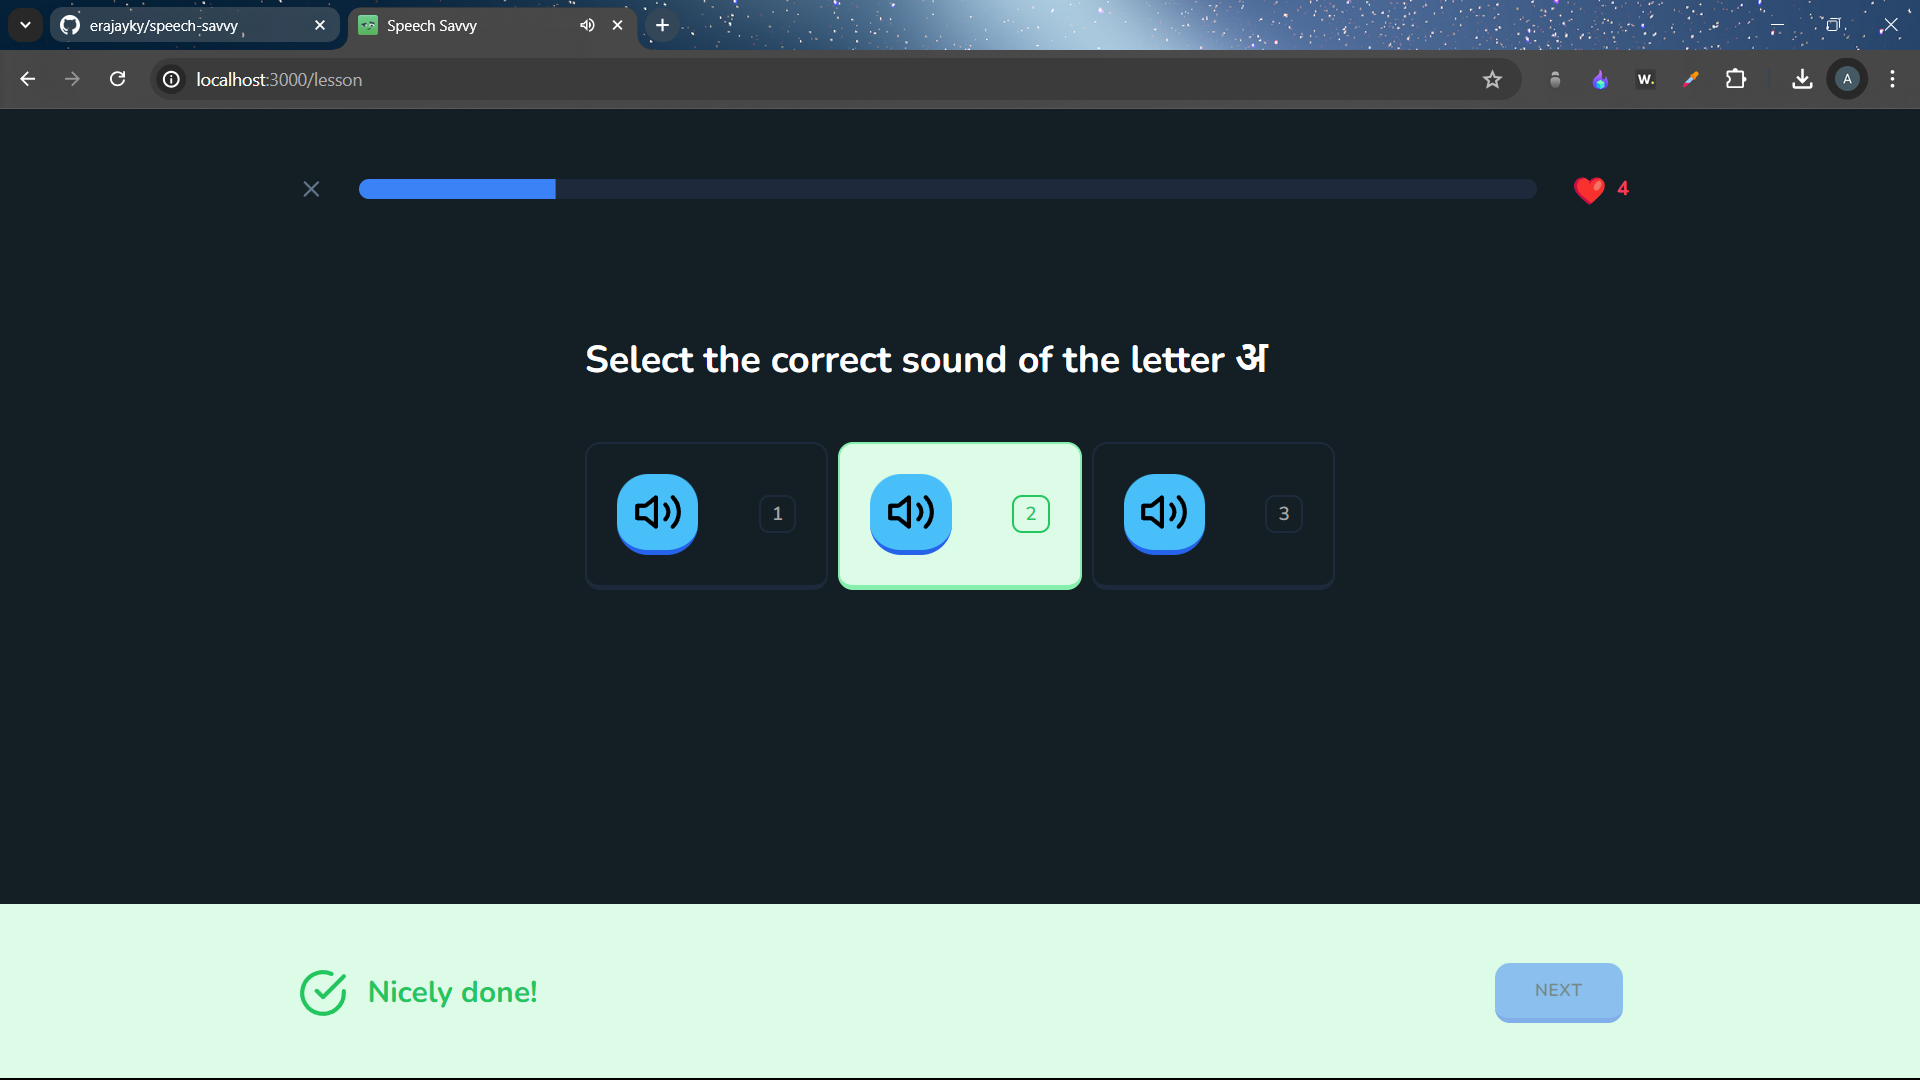 erajayky/speech-savvy
Speech Savvy
localhost:3000/lesson
W.
A
4
Select the correct sound of the letter अ
1
2
3
Nicely done!
NEXT